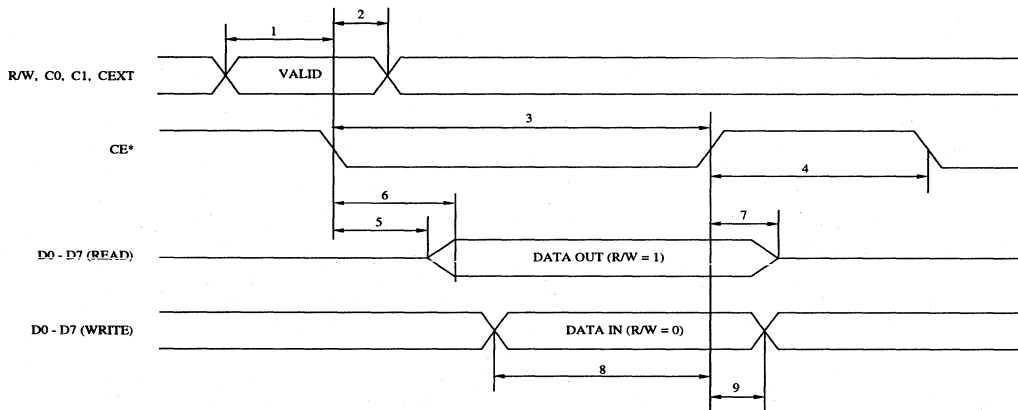 1
2
R/W, C0, C1, CEXT
VALID
3
CE*
4
6
5
7
D0 - D7 (READ)
DATA OUT (R/W = 1)
D0 - D7 (WRITE)
DATA IN (R/W = 0)
8
9